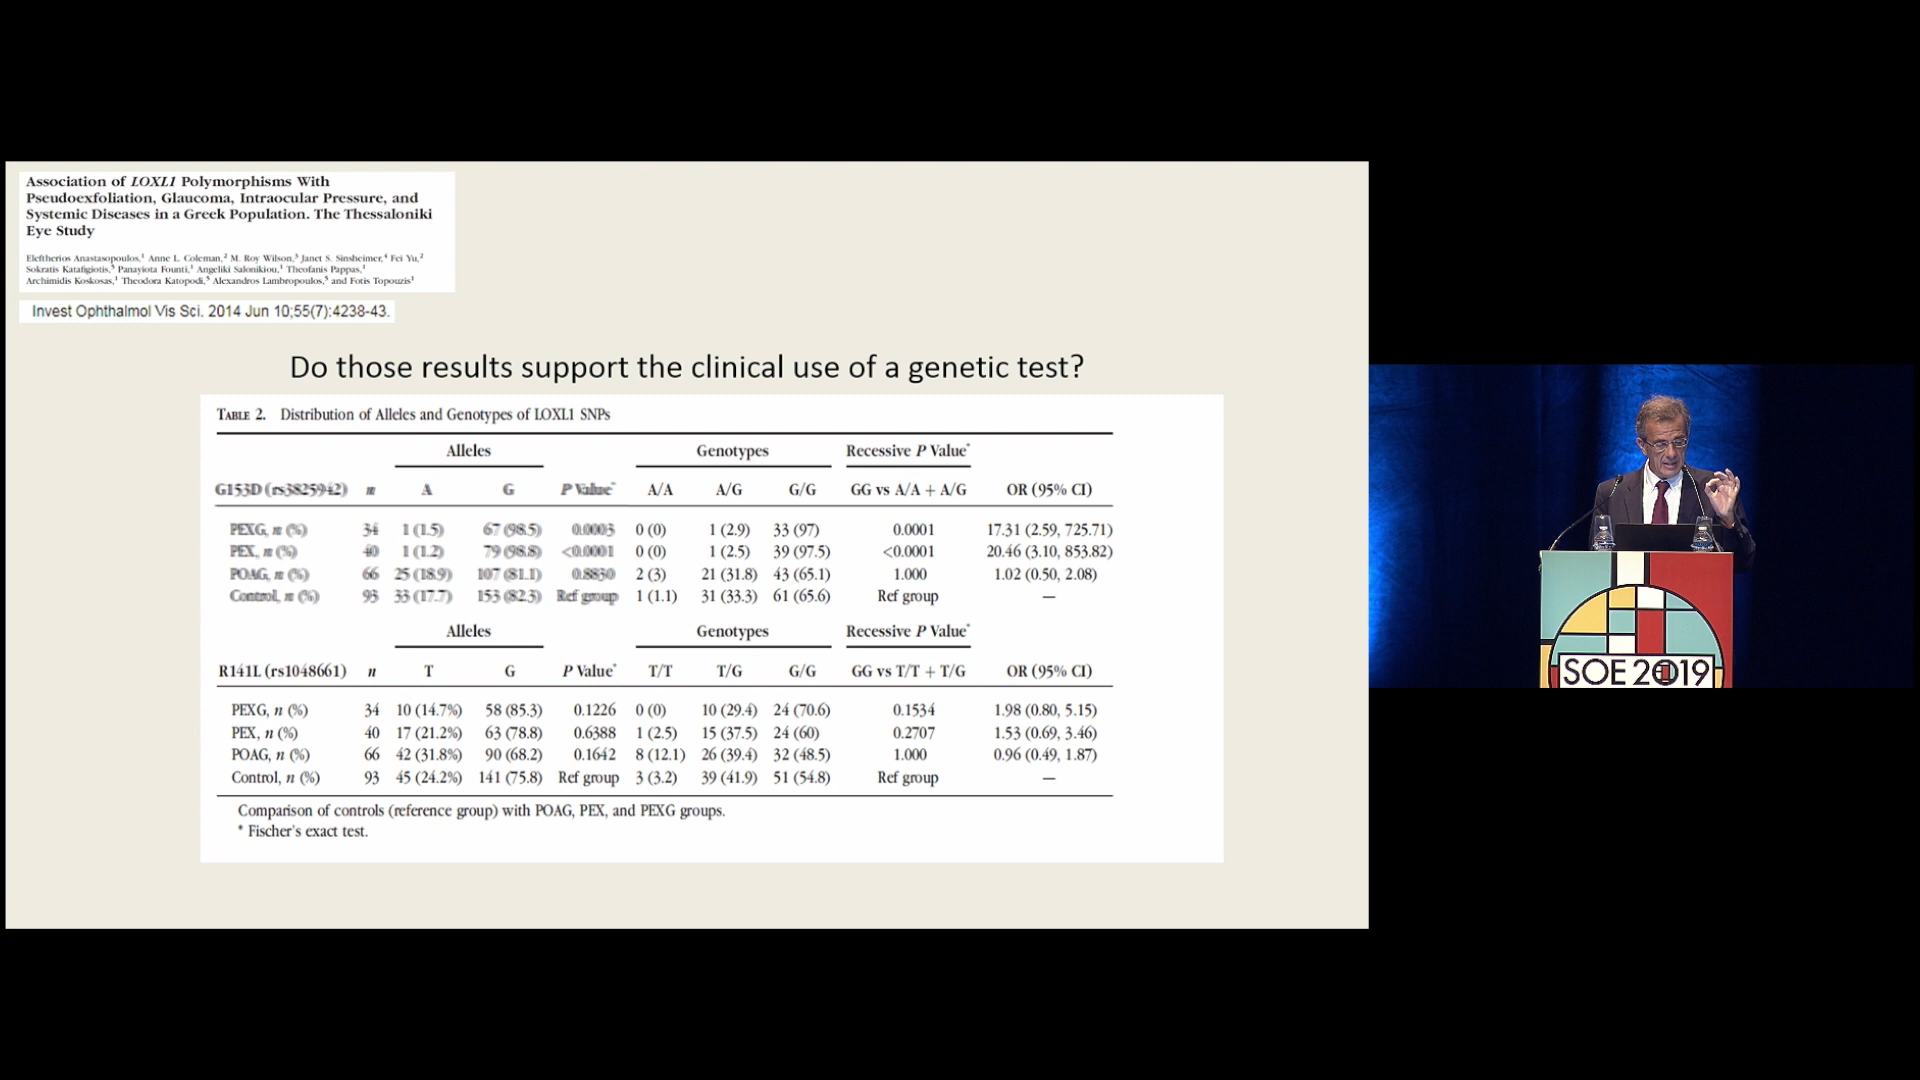 Association of LOXL1 Polymorphisms With
Pseudoexfoliation, Glaucoma, Intraocular Pressure, and
Systemic Diseases in a Greek Population. The Thessaloniki
Eye Study
Eleftherios Anastasopoulos,¹ Anne L. Coleman,² M. Roy Wilson,³ Janet S. Sinsheimer,⁴ Fei Yu,²
Sokratis Katafigiotis,⁵ Panayiota Founti,¹ Angeliki Salonikiou,¹ Theofanis Pappas,¹
Archimidis Koskosas,¹ Theodora Katopodi,⁵ Alexandros Lambropoulos,⁵ and Fotis Topouzis¹
Invest Ophthalmol Vis Sci. 2014 Jun 10;55(7):4238-43.
Do those results support the clinical use of a genetic test?
TABLE 2. Distribution of Alleles and Genotypes of LOXL1 SNPs
Alleles Genotypes Recessive P Value*
G153D (rs3825942) n A G P Value* A/A A/G G/G GG vs A/A + A/G OR (95% CI)
PEXG, n (%) 34 1 (1.5) 67 (98.5) 0.0003 0 (0) 1 (2.9) 33 (97) 0.0001 17.31 (2.59, 725.71)
PEX, n (%) 40 1 (1.2) 79 (98.8) <0.0001 0 (0) 1 (2.5) 39 (97.5) <0.0001 20.46 (3.10, 853.82)
POAG, n (%) 66 25 (18.9) 107 (81.1) 0.8830 2 (3) 21 (31.8) 43 (65.1) 1.000 1.02 (0.50, 2.08)
Control, n (%) 93 33 (17.7) 153 (82.3) Ref group 1 (1.1) 31 (33.3) 61 (65.6) Ref group —
Alleles Genotypes Recessive P Value*
R141L (rs1048661) n T G P Value* T/T T/G G/G GG vs T/T + T/G OR (95% CI)
PEXG, n (%) 34 10 (14.7%) 58 (85.3) 0.1226 0 (0) 10 (29.4) 24 (70.6) 0.1534 1.98 (0.80, 5.15)
PEX, n (%) 40 17 (21.2%) 63 (78.8) 0.6388 1 (2.5) 15 (37.5) 24 (60) 0.2707 1.53 (0.69, 3.46)
POAG, n (%) 66 42 (31.8%) 90 (68.2) 0.1642 8 (12.1) 26 (39.4) 32 (48.5) 1.000 0.96 (0.49, 1.87)
Control, n (%) 93 45 (24.2%) 141 (75.8) Ref group 3 (3.2) 39 (41.9) 51 (54.8) Ref group —
Comparison of controls (reference group) with POAG, PEX, and PEXG groups.
* Fischer's exact test.
SOE 2019